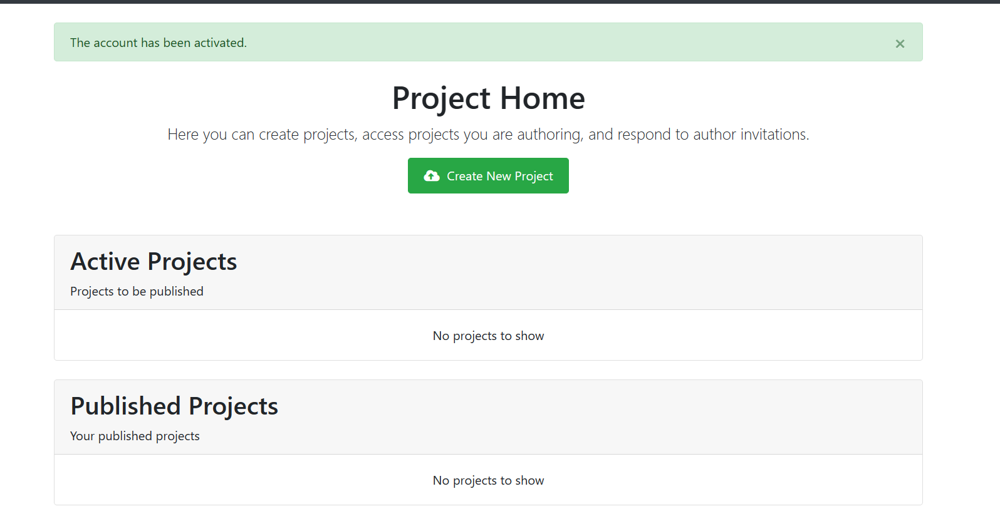 The account has been activated.
×
Project Home
Here you can create projects, access projects you are authoring, and respond to author invitations.
Create New Project
Active Projects
Projects to be published
No projects to show
Published Projects
Your published projects
No projects to show